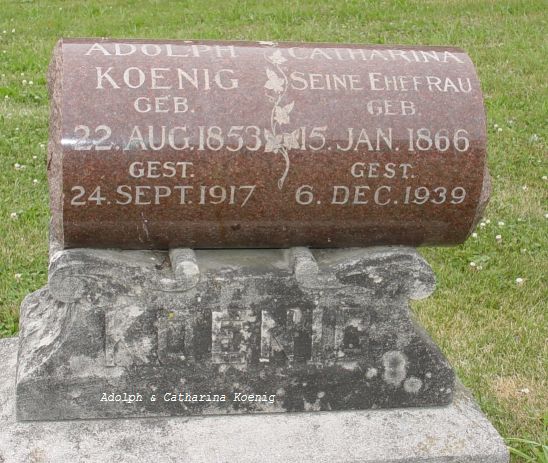 ADOLPH
KOENIG
GEB.
22. AUG. 1853
GEST.
24. SEPT. 1917
CATHARINA
SEINE EHEFRAU
GEB.
15. JAN. 1866
GEST.
6. DEC. 1939
KOENIG
Adolph & Catharina Koenig